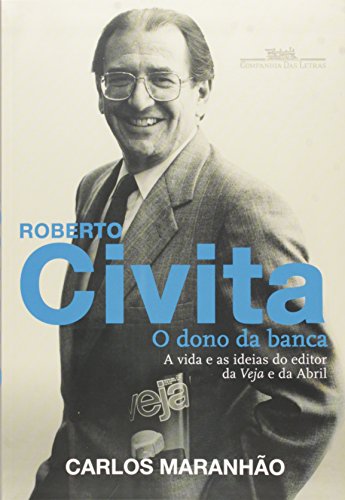 COMPANHIA DAS LETRAS
ROBERTO
Civita
O dono da banca
A vida e as ideias do editor
da Veja e da Abril
veja
CARLOS MARANHÃO